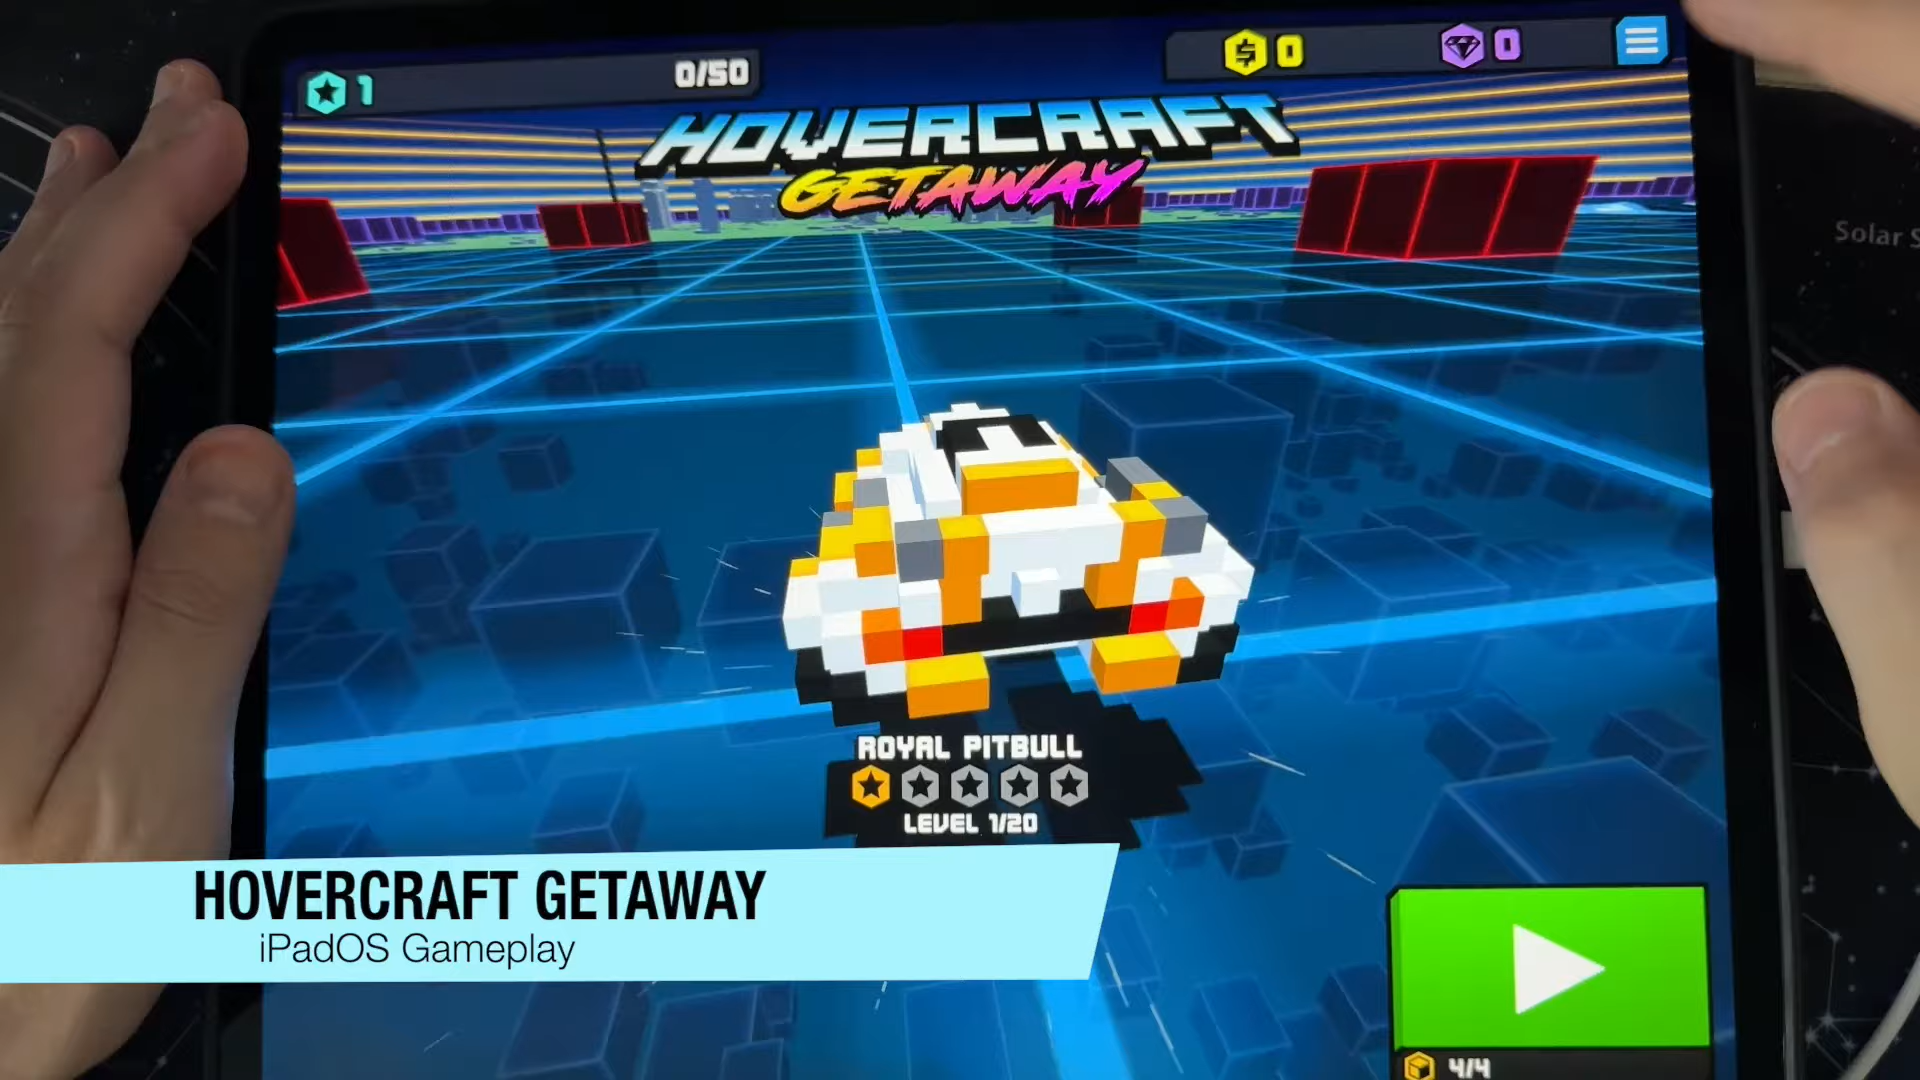 1
0/50
0
0
HOVERCRAFT
GETAWAY
Solar
ROYAL PITBULL
LEVEL 1/20
HOVERCRAFT GETAWAY
iPadOS Gameplay
4/4